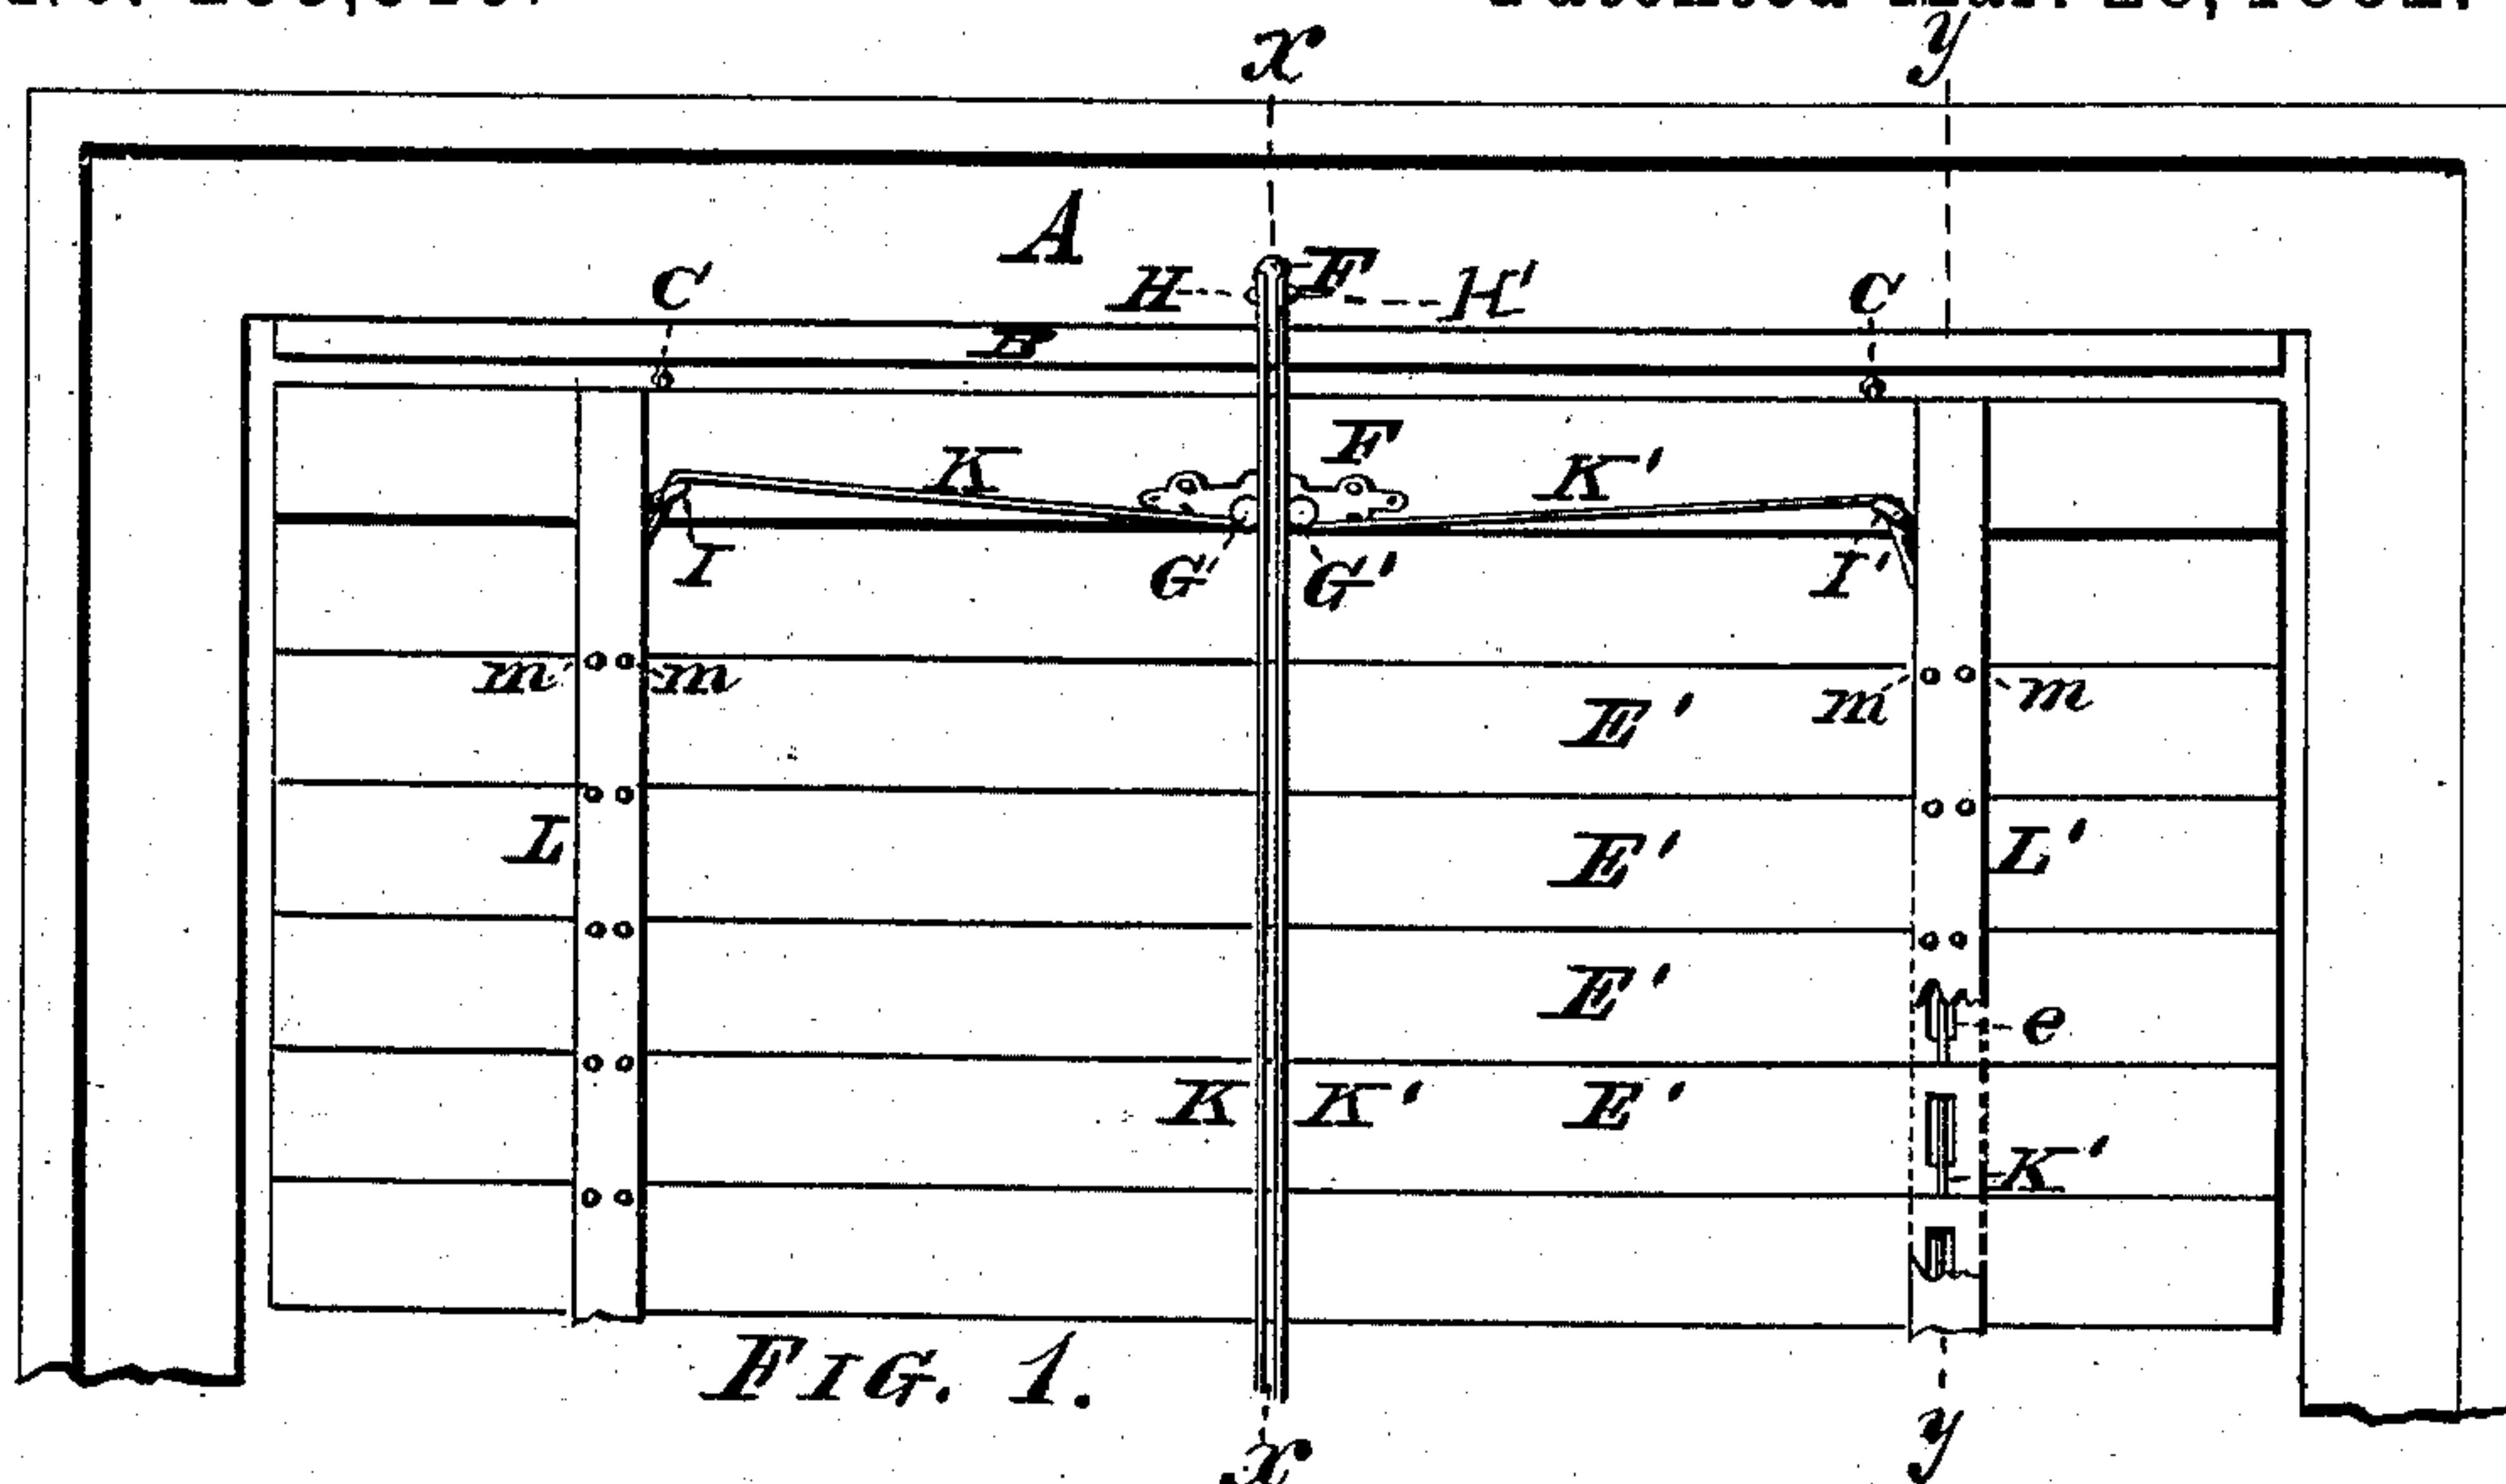 x y
A
C H F H' C
B
K F K'
I G G' I'
m m m m
E'
L E' L'
E'
e
K K' E'
K'
FIG. 1.
x y